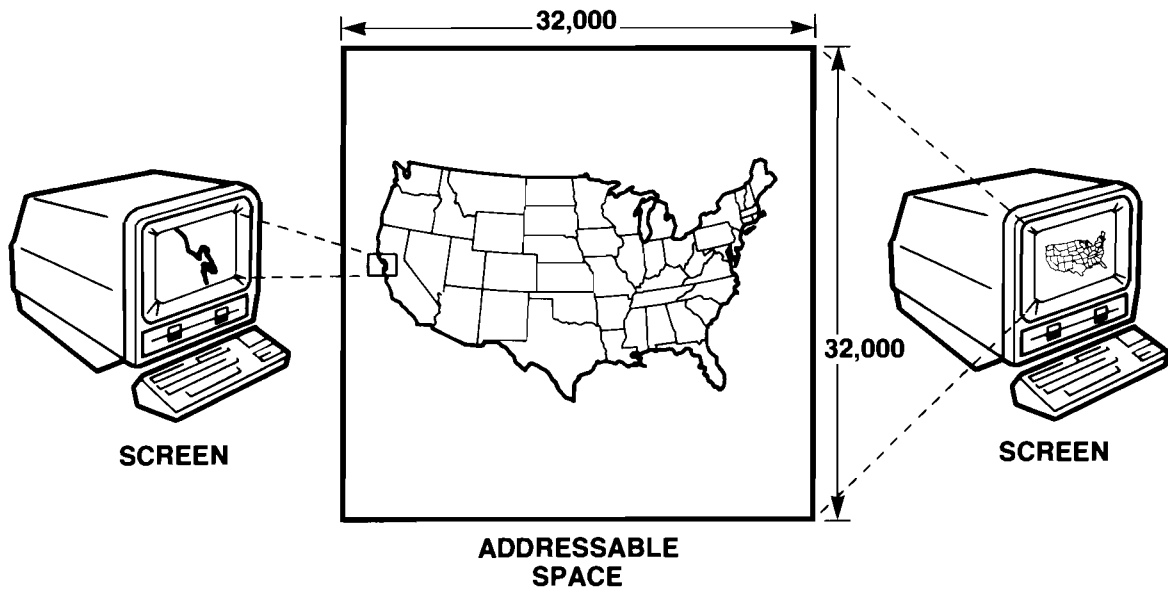 32,000
32,000
SCREEN
SCREEN
ADDRESSABLE
SPACE